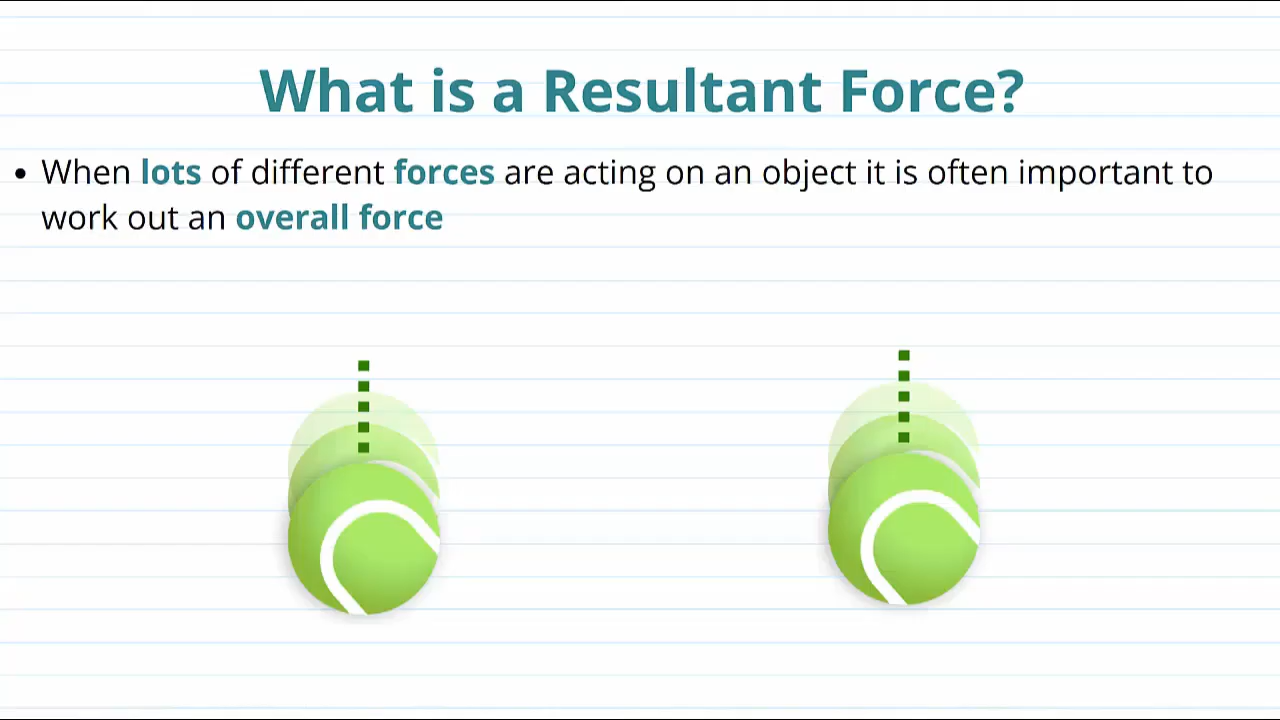 What is a Resultant Force?
• When lots of different forces are acting on an object it is often important to
work out an overall force